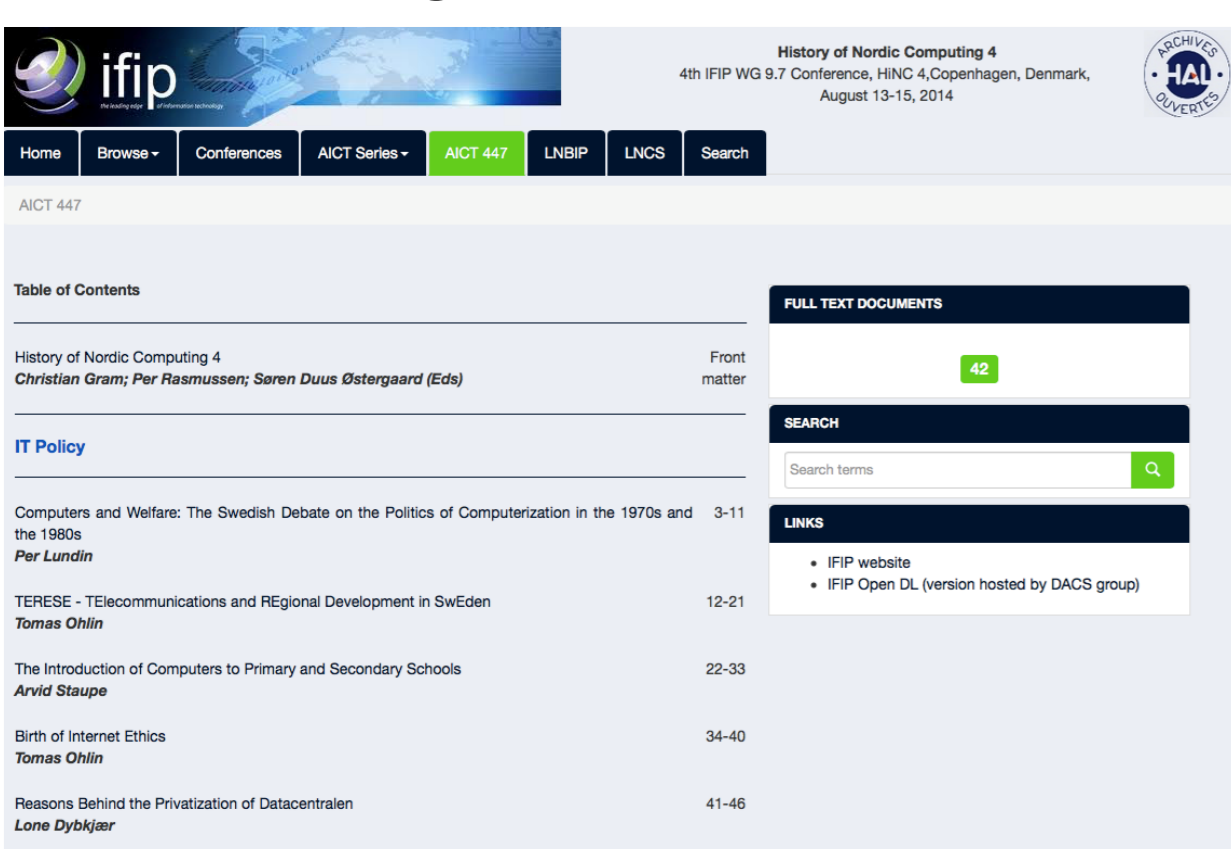 ifip
the leading edge of information technology
History of Nordic Computing 4
4th IFIP WG 9.7 Conference, HiNC 4,Copenhagen, Denmark,
August 13-15, 2014
ARCHIVES
HAL
OUVERTES
Home Browse Conferences AICT Series AICT 447 LNBIP LNCS Search
AICT 447
Table of Contents
History of Nordic Computing 4 Front
Christian Gram; Per Rasmussen; Søren Duus Østergaard (Eds) matter
IT Policy
Computers and Welfare: The Swedish Debate on the Politics of Computerization in the 1970s and 3-11
the 1980s
Per Lundin
TERESE - TElecommunications and REgional Development in SwEden 12-21
Tomas Ohlin
The Introduction of Computers to Primary and Secondary Schools 22-33
Arvid Staupe
Birth of Internet Ethics 34-40
Tomas Ohlin
Reasons Behind the Privatization of Datacentralen 41-46
Lone Dybkjær
FULL TEXT DOCUMENTS
42
SEARCH
Search terms
LINKS
• IFIP website
• IFIP Open DL (version hosted by DACS group)